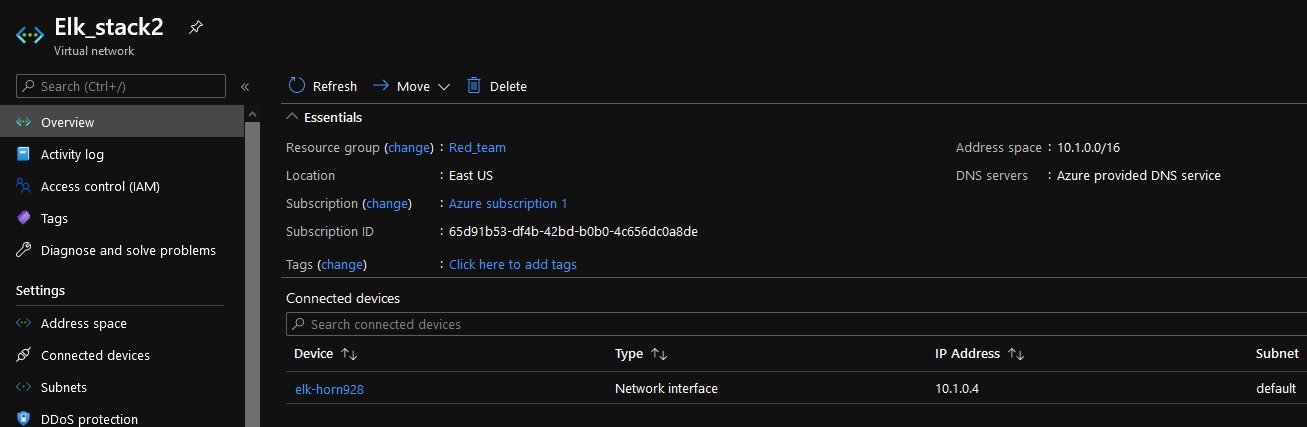 Elk_stack2
Virtual network
Search (Ctrl+/)
«
Overview
Activity log
Access control (IAM)
Tags
Diagnose and solve problems
Settings
Address space
Connected devices
Subnets
DDoS protection
Refresh Move Delete
Essentials
Resource group (change) : Red_team
Location : East US
Subscription (change) : Azure subscription 1
Subscription ID : 65d91b53-df4b-42bd-b0b0-4c656dc0a8de
Tags (change) : Click here to add tags
Address space : 10.1.0.0/16
DNS servers : Azure provided DNS service
Connected devices
Search connected devices
Device ↑↓ Type ↑↓ IP Address ↑↓ Subnet
elk-horn928 Network interface 10.1.0.4 default